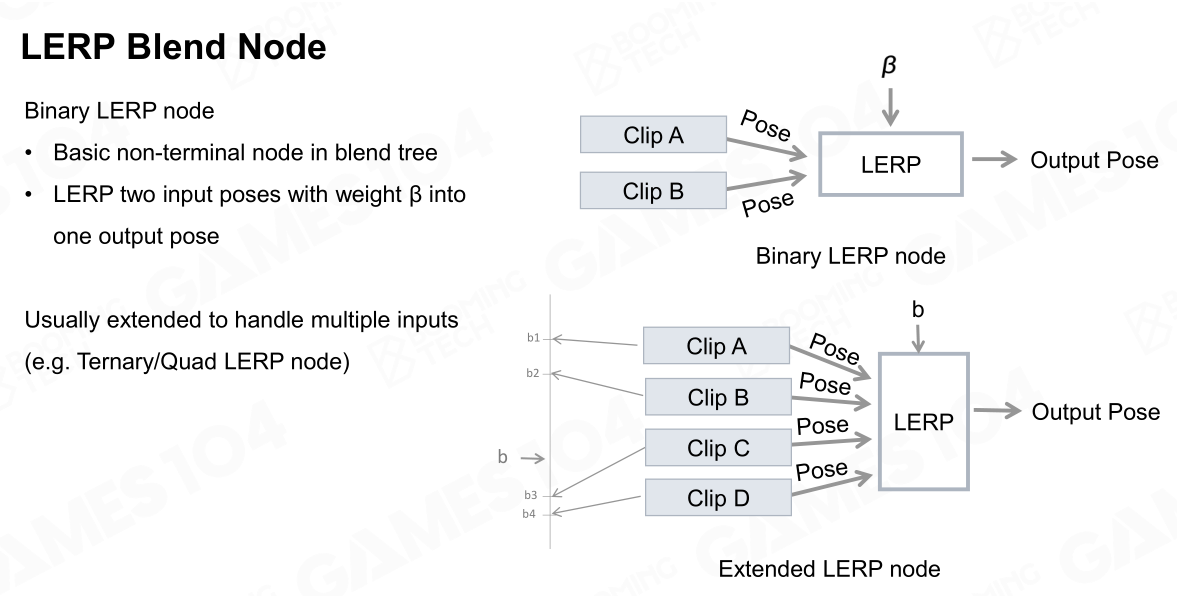 LERP Blend Node
Binary LERP node
• Basic non-terminal node in blend tree
• LERP two input poses with weight β into
one output pose
Usually extended to handle multiple inputs
(e.g. Ternary/Quad LERP node)
β
Clip A
Pose
Clip B
Pose
LERP
Output Pose
Binary LERP node
b
b1
b2
b
b3
b4
Clip A
Pose
Clip B
Pose
Clip C
Pose
Clip D
Pose
LERP
Output Pose
Extended LERP node
BOOMING
TECH
GAMES104